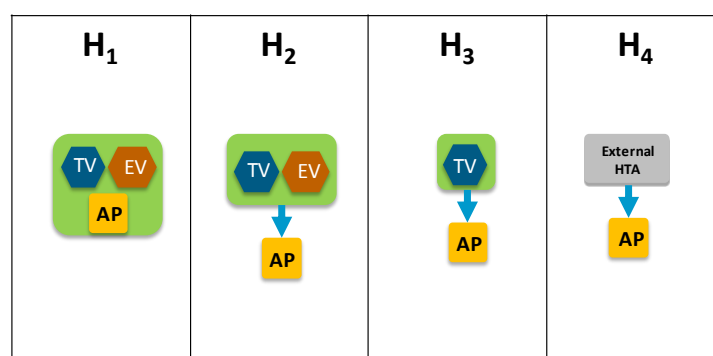 H₁
TV EV
AP
H₂
TV EV
AP
H₃
TV
AP
H₄
External
HTA
AP